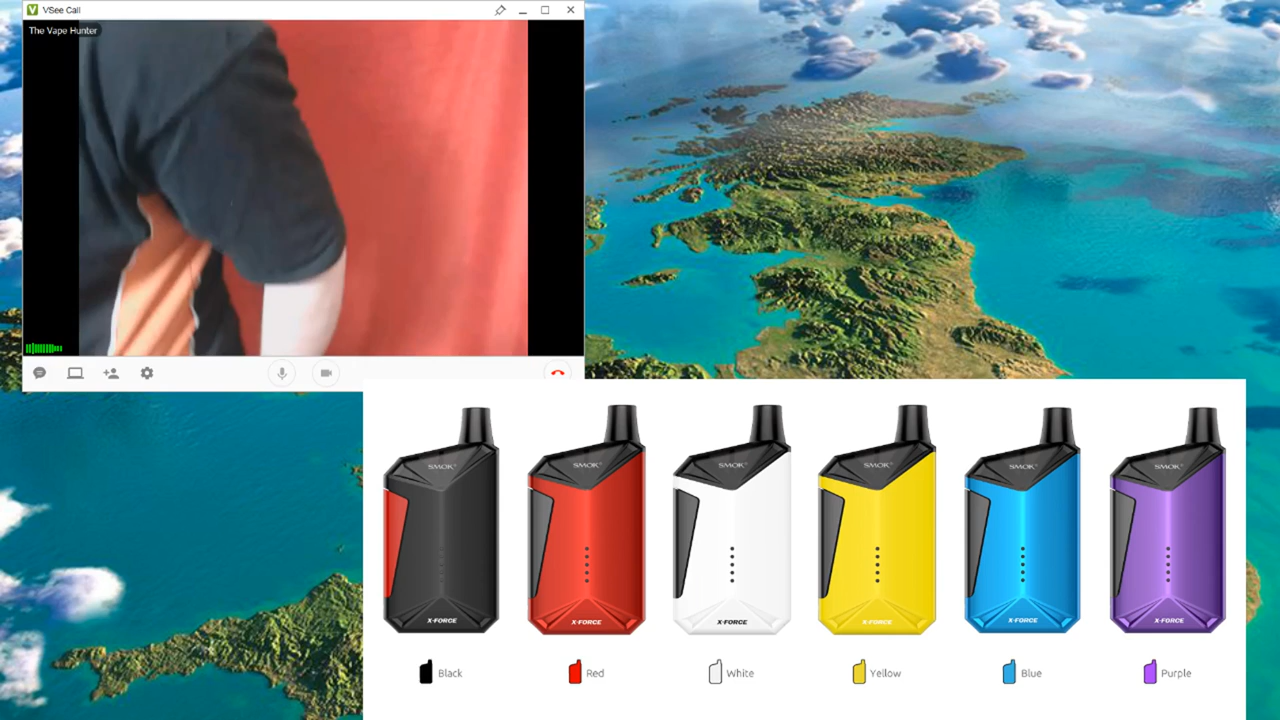 VSee Call
The Vape Hunter
SMOK SMOK SMOK SMOK SMOK SMOK
X-FORCE X-FORCE X-FORCE X-FORCE X-FORCE X-FORCE
Black Red White Yellow Blue Purple